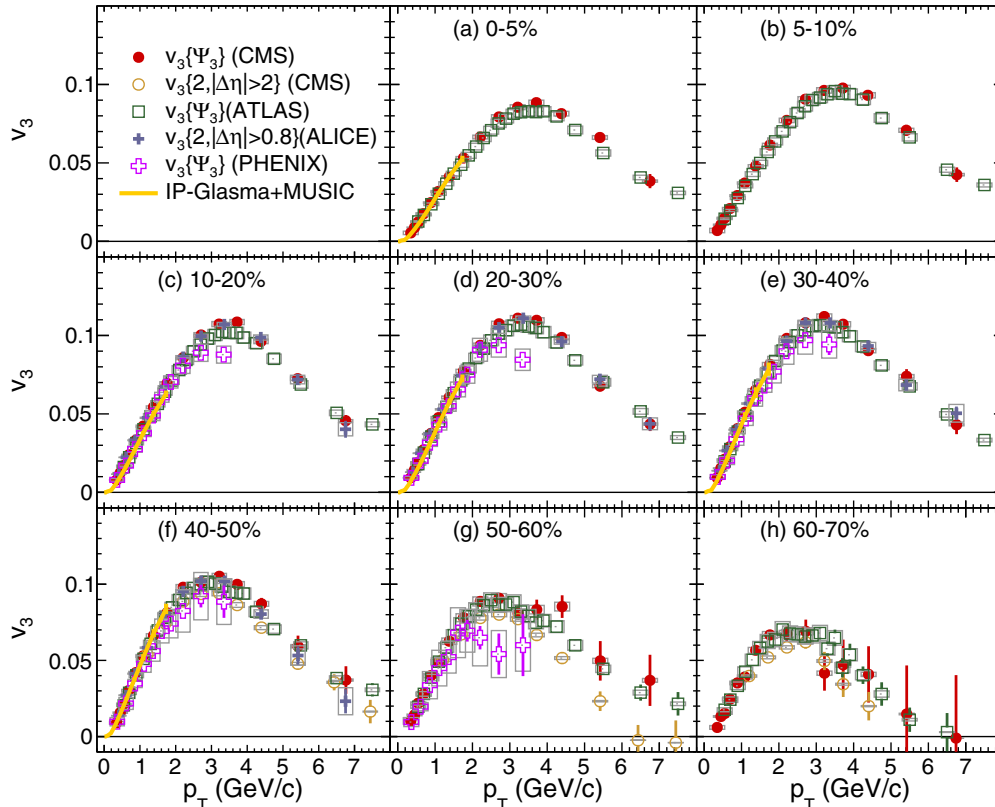 (a) 0-5%
(b) 5-10%
v₃{Ψ₃} (CMS)
v₃{2,|Δη|>2} (CMS)
v₃{Ψ₃}(ATLAS)
v₃{2,|Δη|>0.8}(ALICE)
v₃{Ψ₃} (PHENIX)
IP-Glasma+MUSIC
v₃
0.1
0.05
0
(c) 10-20%
(d) 20-30%
(e) 30-40%
v₃
0.1
0.05
0
(f) 40-50%
(g) 50-60%
(h) 60-70%
v₃
0.1
0.05
0
0 1 2 3 4 5 6 7
0 1 2 3 4 5 6 7
0 1 2 3 4 5 6 7
p_T (GeV/c)
p_T (GeV/c)
p_T (GeV/c)